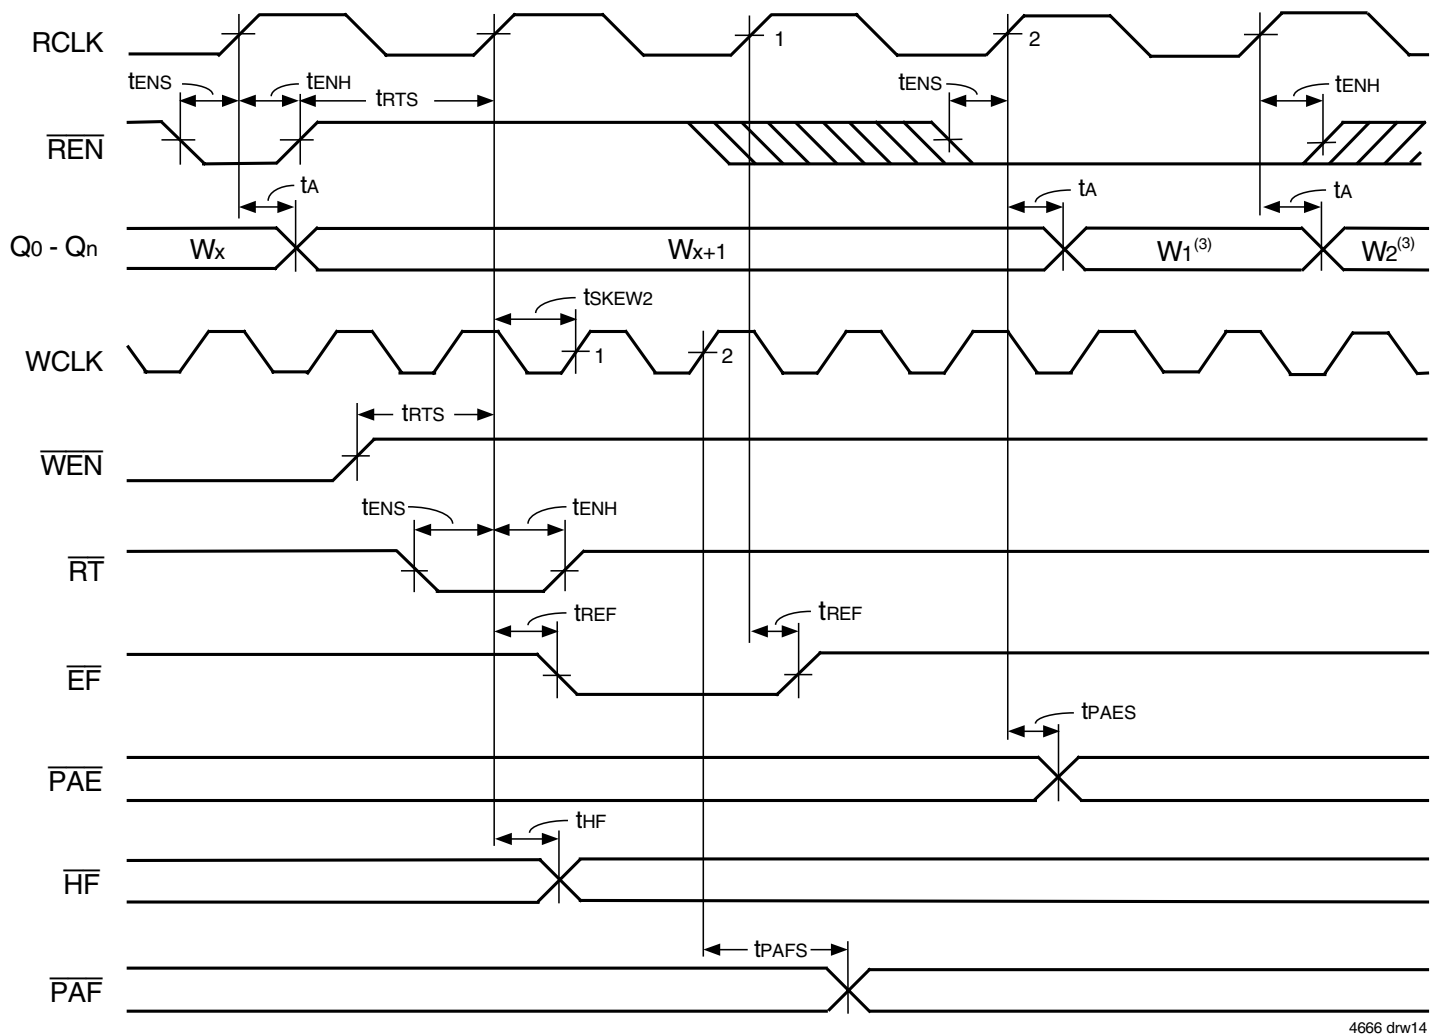 RCLK
1
2
tENS
tENH
tRTS
tENS
tENH
REN
tA
tA
tA
Q0 - Qn
Wx
Wx+1
W1(3)
W2(3)
tSKEW2
WCLK
1
2
tRTS
WEN
tENS
tENH
RT
tREF
tREF
EF
tPAES
PAE
tHF
HF
tPAFS
PAF
4666 drw14